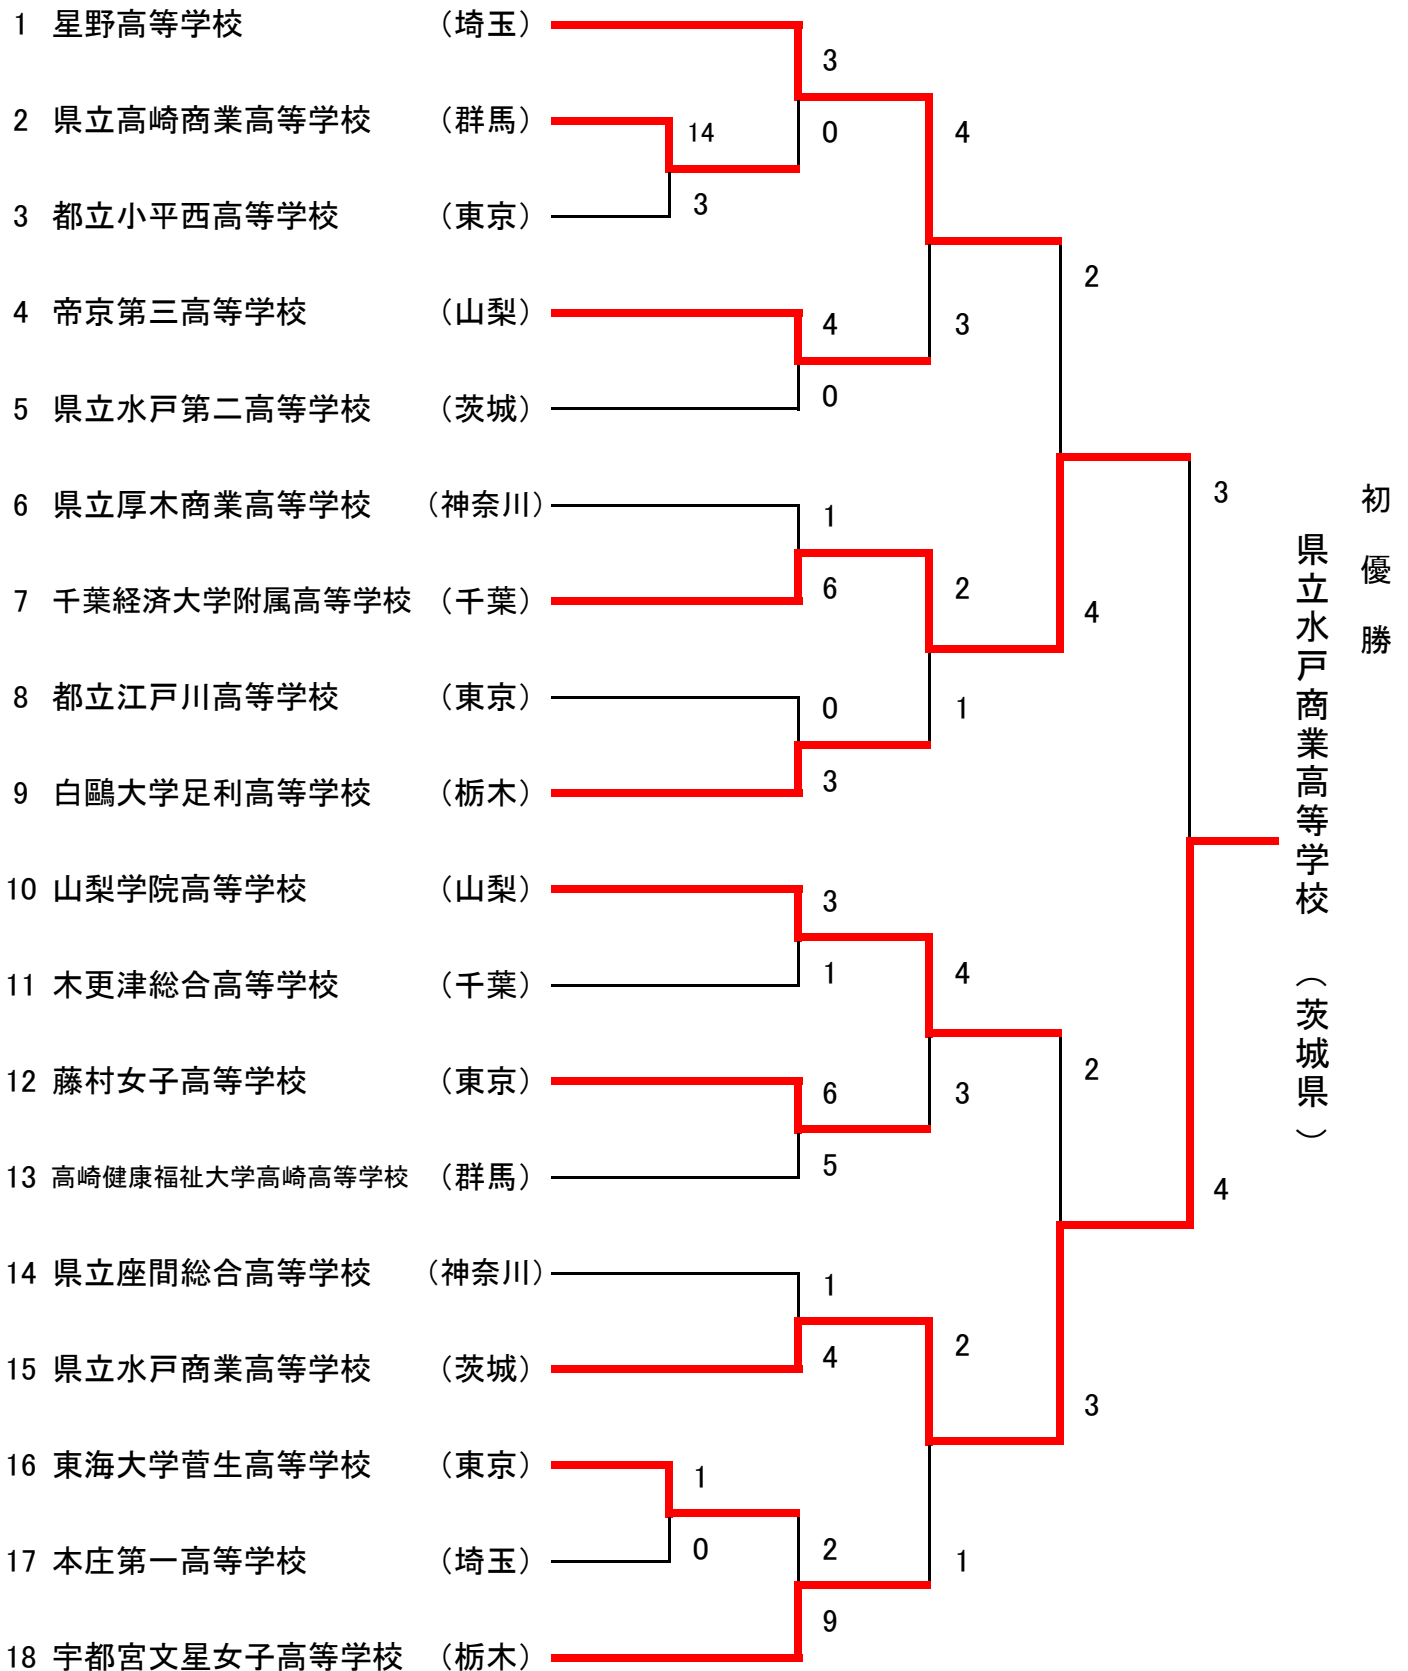 1 星野高等学校 （埼玉）
3
2 県立高崎商業高等学校 （群馬）
14
0
4
3 都立小平西高等学校 （東京）
3
2
4 帝京第三高等学校 （山梨）
4
3
5 県立水戸第二高等学校 （茨城）
0
6 県立厚木商業高等学校 （神奈川）
1
3
7 千葉経済大学附属高等学校 （千葉）
6
2
4
8 都立江戸川高等学校 （東京）
0
1
9 白鷗大学足利高等学校 （栃木）
3
10 山梨学院高等学校 （山梨）
3
11 木更津総合高等学校 （千葉）
1
4
12 藤村女子高等学校 （東京）
6
3
2
13 高崎健康福祉大学高崎高等学校 （群馬）
5
4
14 県立座間総合高等学校 （神奈川）
1
15 県立水戸商業高等学校 （茨城）
4
2
3
16 東海大学菅生高等学校 （東京）
1
17 本庄第一高等学校 （埼玉）
0
2
1
18 宇都宮文星女子高等学校 （栃木）
9
初優勝
県立水戸商業高等学校 （茨城県）